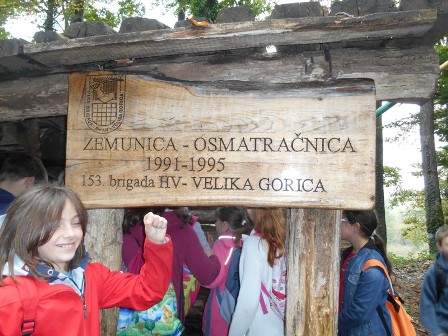 ZEMUNICA - OSMATRAČNICA
1991-1995
153. brigada HV- VELIKA GORICA